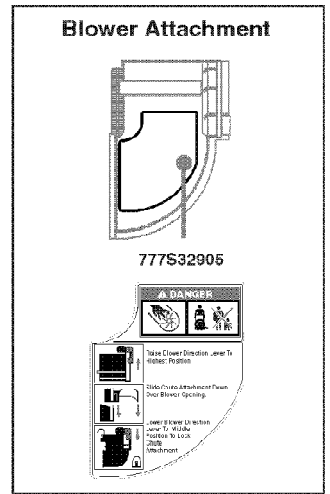 Blower Attachment
777S32905
DANGER
Raise Blower Direction Lever To
Highest Position
Slide Chute Attachment Down
Over Blower Opening.
Lower Blower Direction
Lever To Middle
Position To Lock
Chute
Attachment